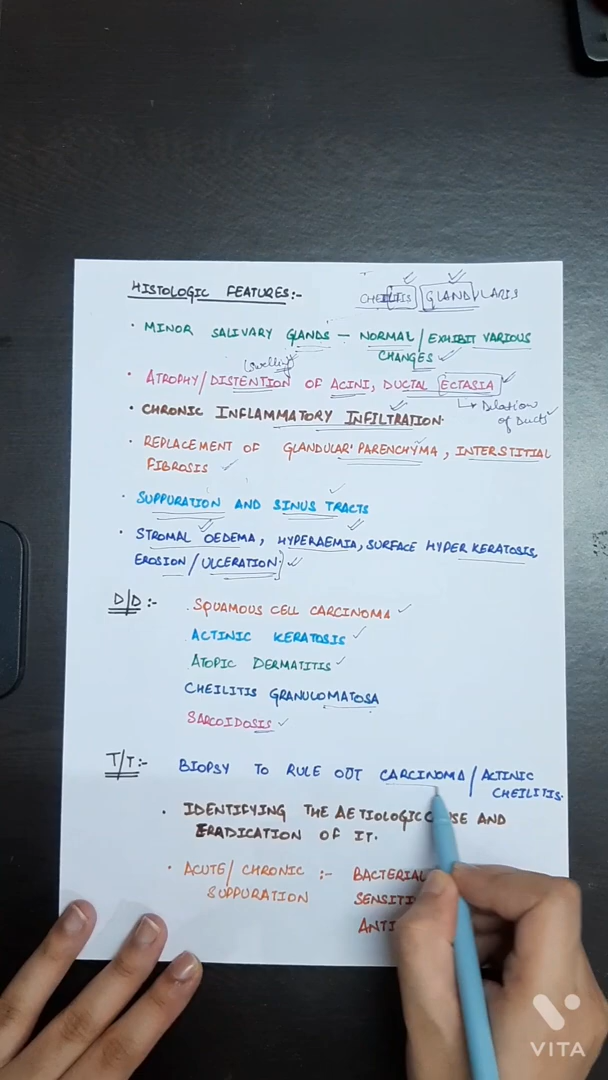 HISTOLOGIC FEATURES:-
CHEILITIS GLANDULARIS
• MINOR SALIVARY GLANDS – NORMAL/EXHIBIT VARIOUS
CHANGES
(swelling)
• ATROPHY/DISTENTION OF ACINI, DUCTAL ECTASIA
↳ Dilation
of Ducts
• CHRONIC INFLAMMATORY INFILTRATION.
• REPLACEMENT OF GLANDULAR PARENCHYMA, INTERSTITIAL
FIBROSIS
• SUPPURATION AND SINUS TRACTS
• STROMAL OEDEMA, HYPERAEMIA, SURFACE HYPERKERATOSIS,
EROSION/ULCERATION.
D/D:- SQUAMOUS CELL CARCINOMA
ACTINIC KERATOSIS
ATOPIC DERMATITIS
CHEILITIS GRANULOMATOSA
SARCOIDOSIS
T/T:- BIOPSY TO RULE OUT CARCINOMA/ACTINIC
CHEILITIS.
• IDENTIFYING THE AETIOLOGIC AND
ERADICATION OF IT.
• ACUTE/CHRONIC :- BACTERIAL
SUPPURATION
VITA